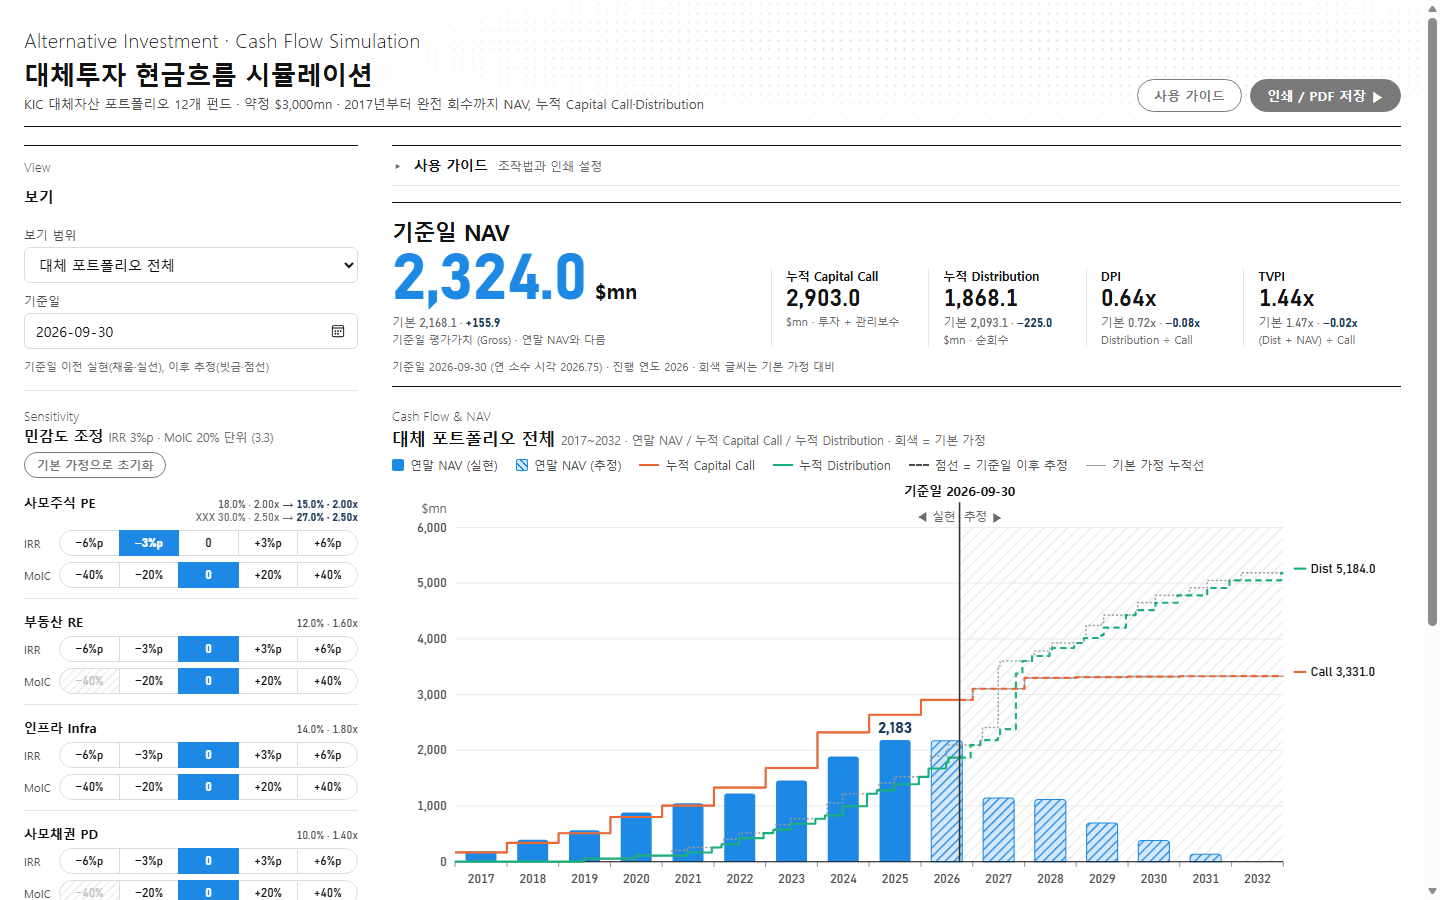 Alternative Investment · Cash Flow Simulation
대체투자 현금흐름 시뮬레이션
KIC 대체자산 포트폴리오 12개 펀드 · 약정 $3,000mn · 2017년부터 완전 회수까지 NAV, 누적 Capital Call·Distribution
사용 가이드
인쇄 / PDF 저장 ▶
View
보기
보기 범위
대체 포트폴리오 전체
기준일
2026-09-30
기준일 이전 실현(채움·실선), 이후 추정(빗금·점선)
Sensitivity
민감도 조정 IRR 3%p · MoIC 20% 단위 (3.3)
기본 가정으로 초기화
사모주식 PE
18.0% · 2.00x → 15.0% · 2.00x
XXX 30.0% · 2.50x → 27.0% · 2.50x
IRR −6%p −3%p 0 +3%p +6%p
MoIC −40% −20% 0 +20% +40%
부동산 RE 12.0% · 1.60x
IRR −6%p −3%p 0 +3%p +6%p
MoIC −40% −20% 0 +20% +40%
인프라 Infra 14.0% · 1.80x
IRR −6%p −3%p 0 +3%p +6%p
MoIC −40% −20% 0 +20% +40%
사모채권 PD 10.0% · 1.40x
IRR −6%p −3%p 0 +3%p +6%p
MoIC −40% −20% 0 +20% +40%
▸ 사용 가이드 조작법과 인쇄 설정
기준일 NAV
2,324.0 $mn
기본 2,168.1 · +155.9
기준일 평가가치 (Gross) · 연말 NAV와 다름
누적 Capital Call
2,903.0
$mn · 투자 + 관리보수
누적 Distribution
1,868.1
기본 2,093.1 · −225.0
$mn · 순회수
DPI
0.64x
기본 0.72x · −0.08x
Distribution ÷ Call
TVPI
1.44x
기본 1.47x · −0.02x
(Dist + NAV) ÷ Call
기준일 2026-09-30 (연 소수 시각 2026.75) · 진행 연도 2026 · 회색 글씨는 기본 가정 대비
Cash Flow & NAV
대체 포트폴리오 전체 2017~2032 · 연말 NAV / 누적 Capital Call / 누적 Distribution · 회색 = 기본 가정
연말 NAV (실현) 연말 NAV (추정) 누적 Capital Call 누적 Distribution 점선 = 기준일 이후 추정 기본 가정 누적선
기준일 2026-09-30
◀ 실현 추정 ▶
$mn
6,000
5,000
4,000
3,000
2,000
1,000
0
2,183
Dist 5,184.0
Call 3,331.0
2017 2018 2019 2020 2021 2022 2023 2024 2025 2026 2027 2028 2029 2030 2031 2032